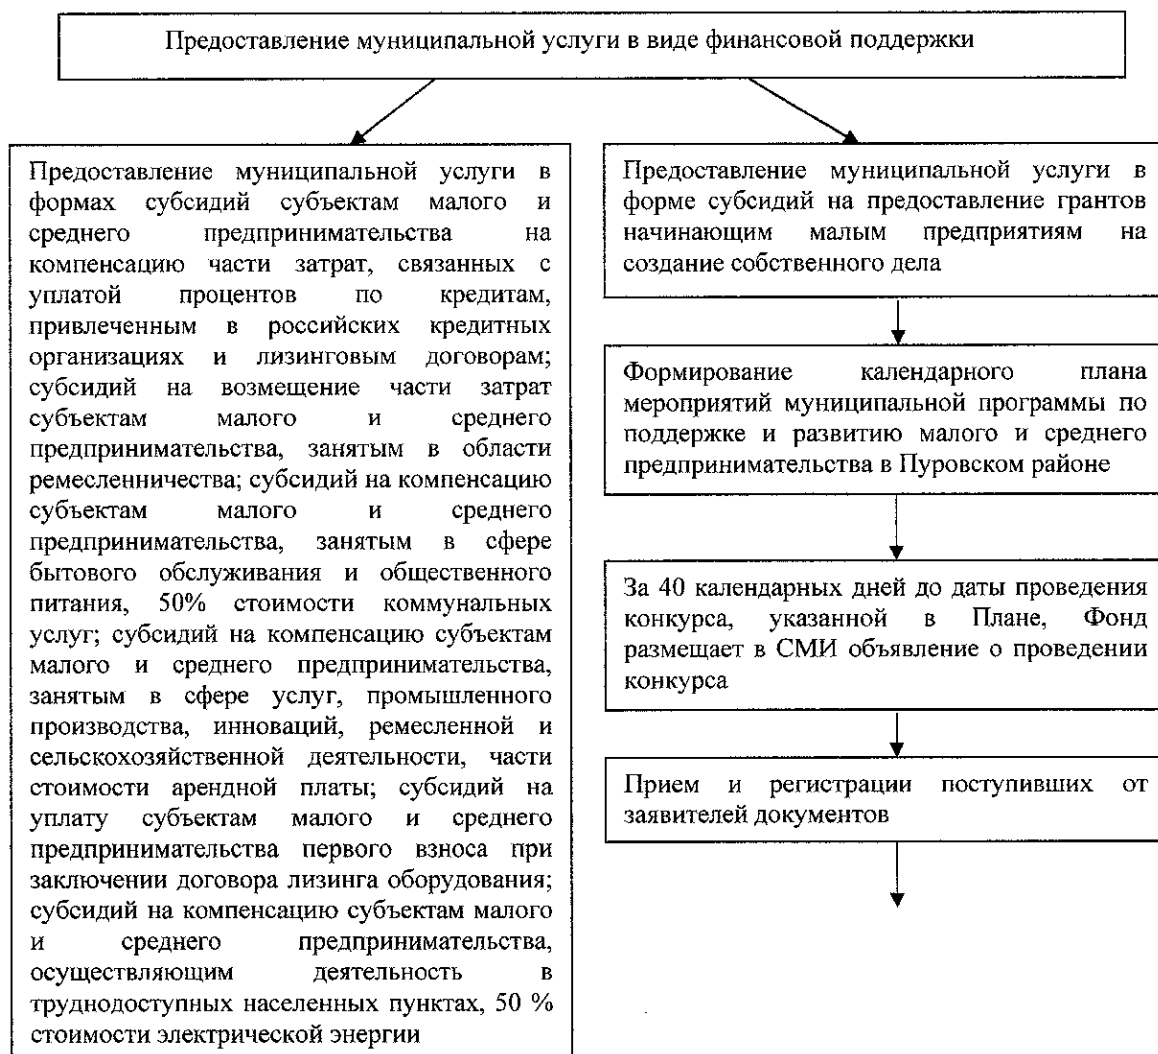 Предоставление муниципальной услуги в виде финансовой поддержки
Предоставление муниципальной услуги в
формах субсидий субъектам малого и
среднего предпринимательства на
компенсацию части затрат, связанных с
уплатой процентов по кредитам,
привлеченным в российских кредитных
организациях и лизинговым договорам;
субсидий на возмещение части затрат
субъектам малого и среднего
предпринимательства, занятым в области
ремесленничества; субсидий на компенсацию
субъектам малого и среднего
предпринимательства, занятым в сфере
бытового обслуживания и общественного
питания, 50% стоимости коммунальных
услуг; субсидий на компенсацию субъектам
малого и среднего предпринимательства,
занятым в сфере услуг, промышленного
производства, инноваций, ремесленной и
сельскохозяйственной деятельности, части
стоимости арендной платы; субсидий на
уплату субъектам малого и среднего
предпринимательства первого взноса при
заключении договора лизинга оборудования;
субсидий на компенсацию субъектам малого
и среднего предпринимательства,
осуществляющим деятельность в
труднодоступных населенных пунктах, 50 %
стоимости электрической энергии
Предоставление муниципальной услуги в
форме субсидий на предоставление грантов
начинающим малым предприятиям на
создание собственного дела
Формирование календарного плана
мероприятий муниципальной программы по
поддержке и развитию малого и среднего
предпринимательства в Пуровском районе
За 40 календарных дней до даты проведения
конкурса, указанной в Плане, Фонд
размещает в СМИ объявление о проведении
конкурса
Прием и регистрации поступивших от
заявителей документов